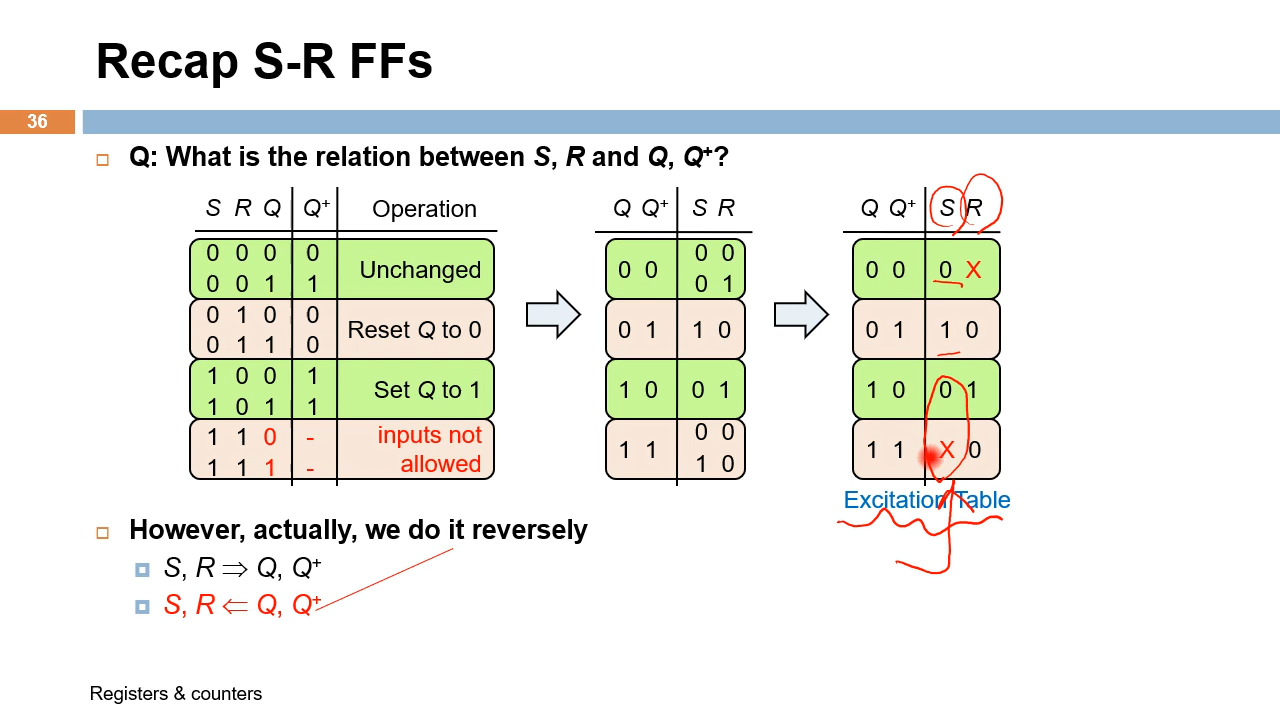 Recap S-R FFs
36
Q: What is the relation between S, R and Q, Q⁺?
S R Q Q⁺ Operation
0 0 0 0 Unchanged
0 0 1 1
0 1 0 0 Reset Q to 0
0 1 1 0
1 0 0 1 Set Q to 1
1 0 1 1
1 1 0 - inputs not
1 1 1 - allowed
Q Q⁺ S R
0 0 0 0
0 1
0 1 1 0
1 0 0 1
1 1 0 0
1 0
Q Q⁺ S R
0 0 0 X
0 1 1 0
1 0 0 1
1 1 X 0
Excitation Table
However, actually, we do it reversely
S, R ⇒ Q, Q⁺
S, R ⇐ Q, Q⁺
Registers & counters